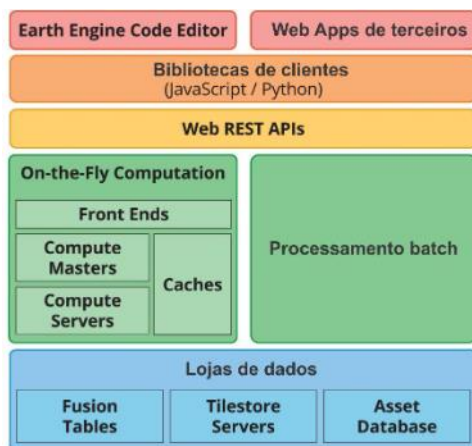 Earth Engine Code Editor
Web Apps de terceiros
Bibliotecas de clientes
(JavaScript / Python)
Web REST APIs
On-the-Fly Computation
Front Ends
Compute
Masters
Compute
Servers
Caches
Processamento batch
Lojas de dados
Fusion
Tables
Tilestore
Servers
Asset
Database